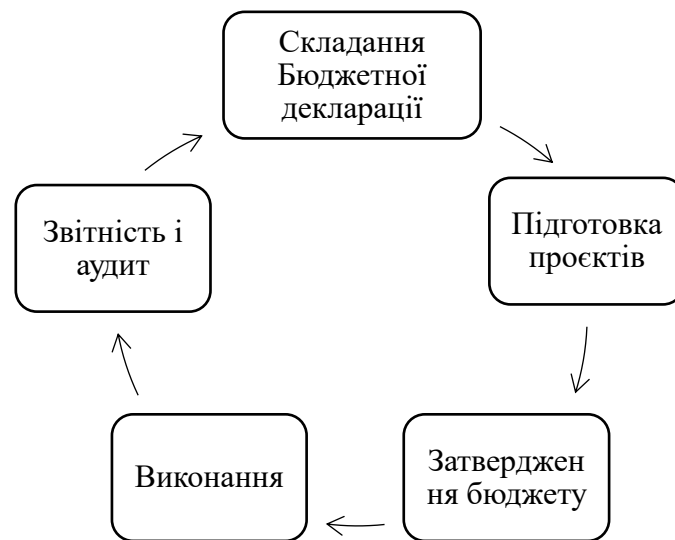 Складання
Бюджетної
декларації
Підготовка
проєктів
Затверджен
ня бюджету
Виконання
Звітність і
аудит